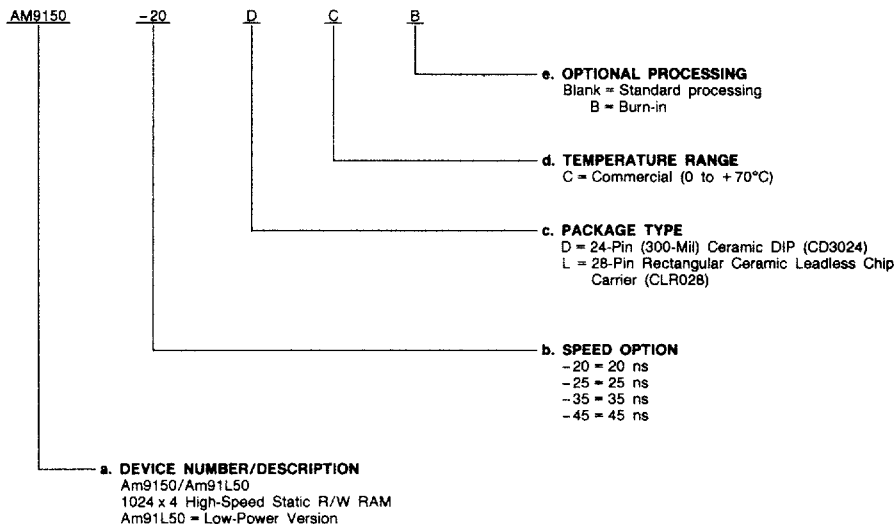 AM9150 -20 D C B
e. OPTIONAL PROCESSING
Blank = Standard processing
B = Burn-in
d. TEMPERATURE RANGE
C = Commercial (0 to +70°C)
c. PACKAGE TYPE
D = 24-Pin (300-Mil) Ceramic DIP (CD3024)
L = 28-Pin Rectangular Ceramic Leadless Chip
Carrier (CLR028)
b. SPEED OPTION
-20 = 20 ns
-25 = 25 ns
-35 = 35 ns
-45 = 45 ns
a. DEVICE NUMBER/DESCRIPTION
Am9150/Am91L50
1024 x 4 High-Speed Static R/W RAM
Am91L50 = Low-Power Version